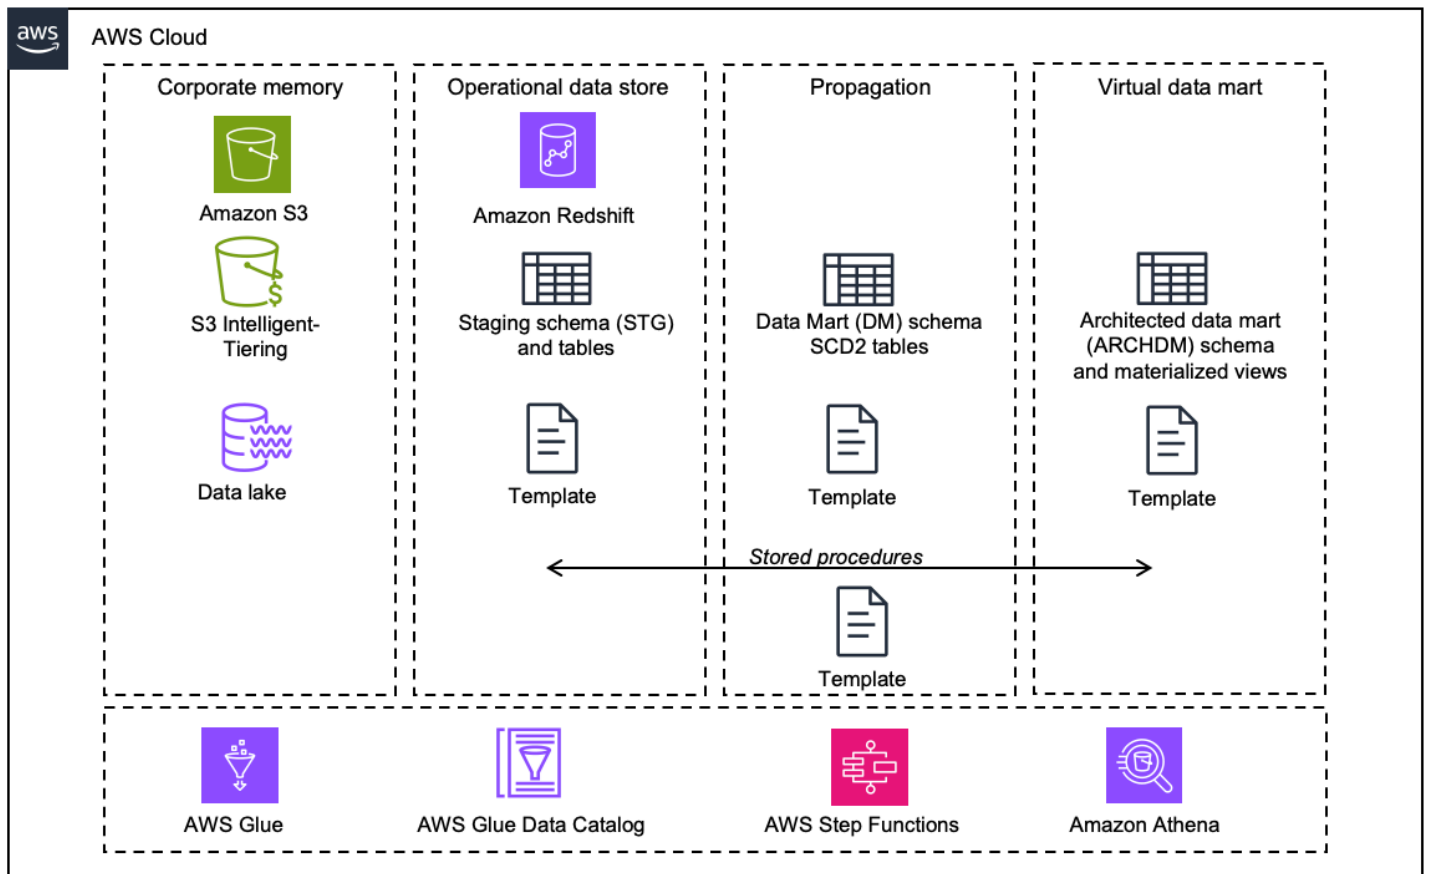 aws
AWS Cloud
Corporate memory
Amazon S3
S3 Intelligent-
Tiering
Data lake
Operational data store
Amazon Redshift
Staging schema (STG)
and tables
Template
Propagation
Data Mart (DM) schema
SCD2 tables
Template
Stored procedures
Template
Virtual data mart
Architected data mart
(ARCHDM) schema
and materialized views
Template
AWS Glue
AWS Glue Data Catalog
AWS Step Functions
Amazon Athena